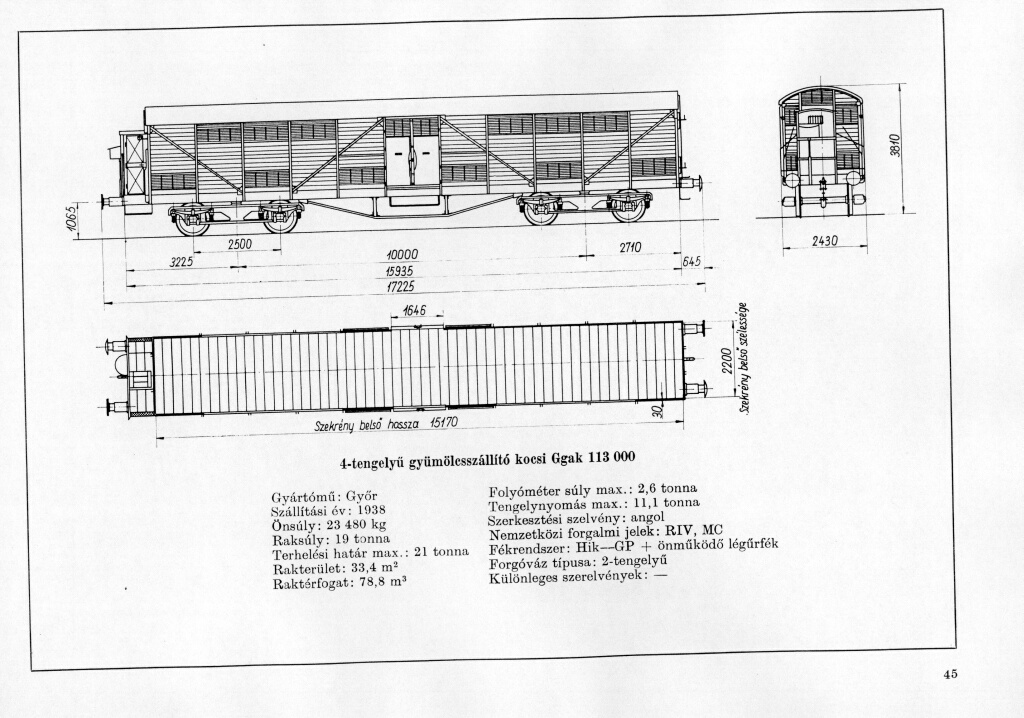 3810
1065
2500
10000
2710
2430
3225
15935
645
17225
1646
2200
Szekrény belső szélessége
30
Szekrény belső hossza 15170
4-tengelyű gyümölcsszállító kocsi Ggak 113 000
Gyártómű: Győr
Szállítási év: 1938
Önsúly: 23 480 kg
Raksúly: 19 tonna
Terhelési határ max.: 21 tonna
Rakterület: 33,4 m²
Raktérfogat: 78,8 m³
Folyóméter súly max.: 2,6 tonna
Tengelynyomás max.: 11,1 tonna
Szerkesztési szelvény: angol
Nemzetközi forgalmi jelek: RIV, MC
Fékrendszer: Hik—GP + önműködő légűrfék
Forgóváz típusa: 2-tengelyű
Különleges szerelvények: —
45